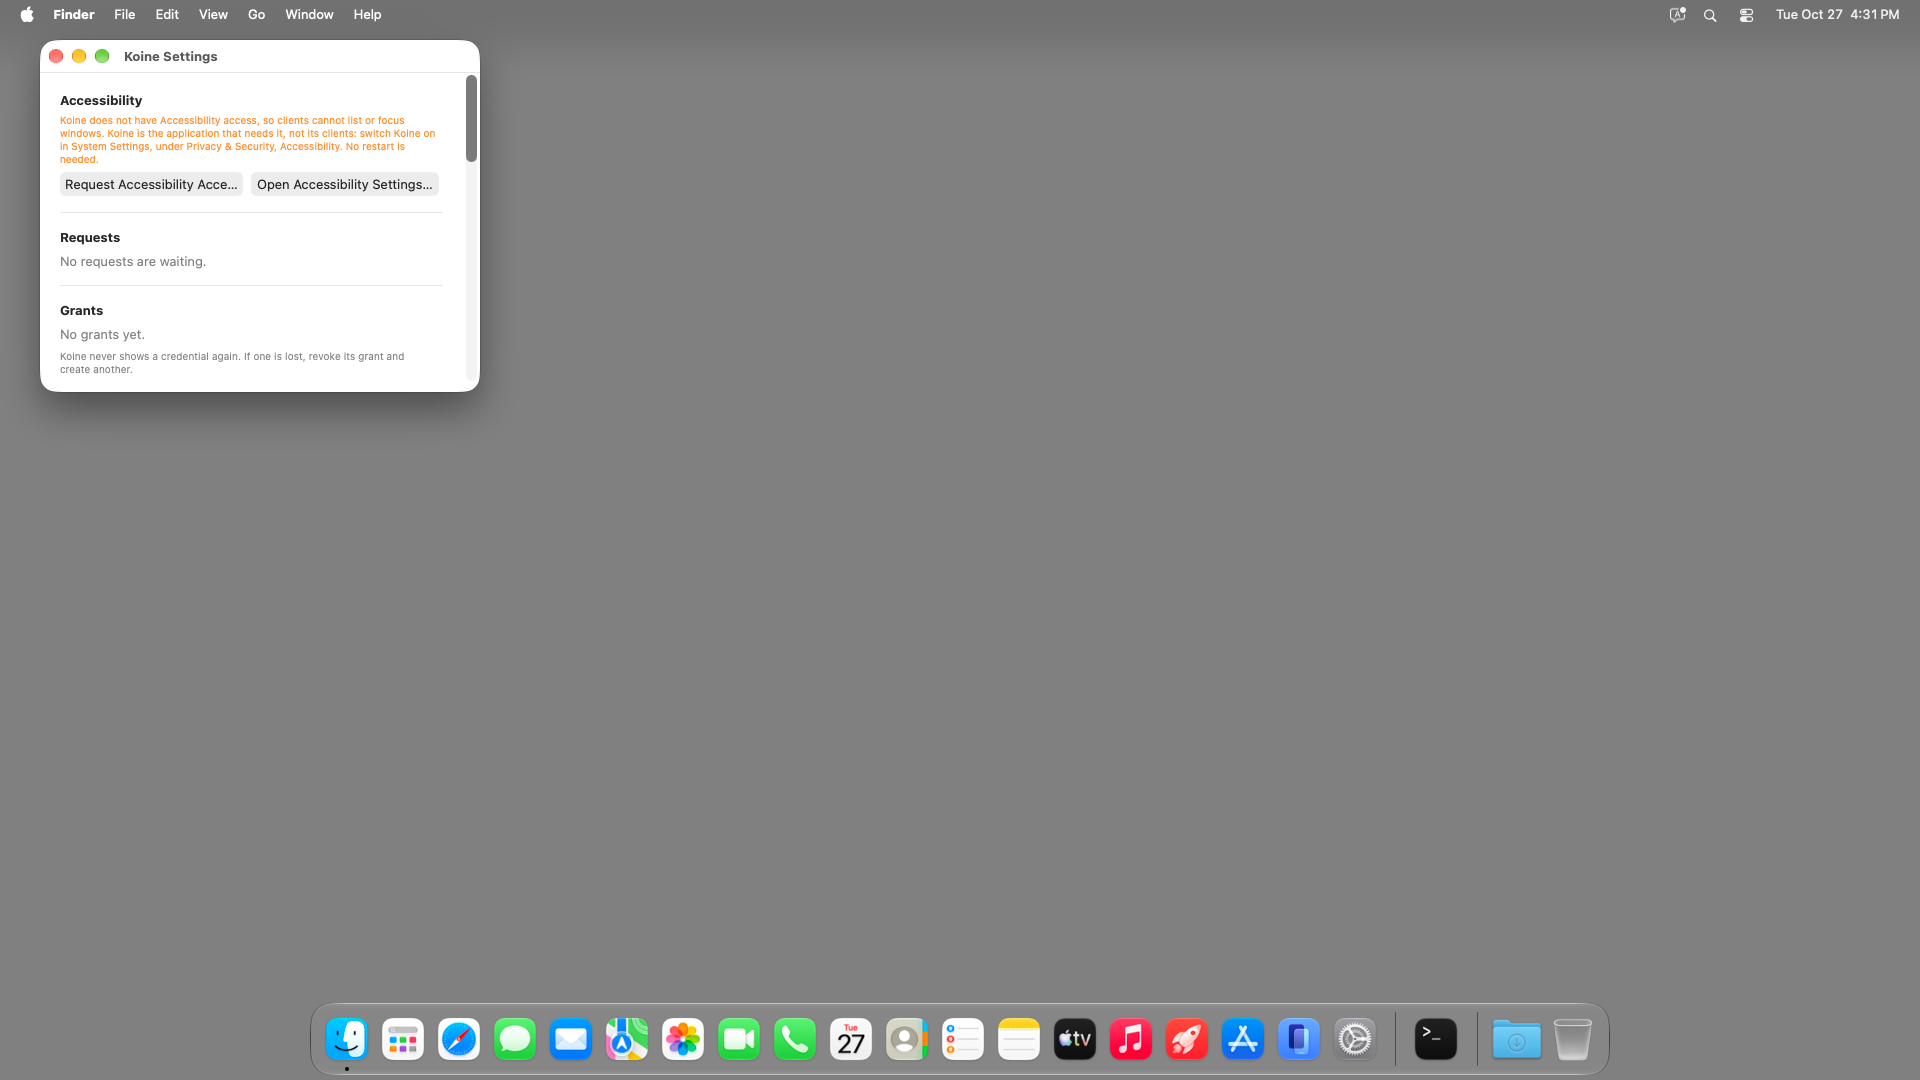 Finder File Edit View Go Window Help
Tue Oct 27 4:31 PM
Koine Settings
Accessibility
Koine does not have Accessibility access, so clients cannot list or focus
windows. Koine is the application that needs it, not its clients: switch Koine on
in System Settings, under Privacy & Security, Accessibility. No restart is
needed.
Request Accessibility Acce... Open Accessibility Settings...
Requests
No requests are waiting.
Grants
No grants yet.
Koine never shows a credential again. If one is lost, revoke its grant and
create another.
Tue
27
tv
>_